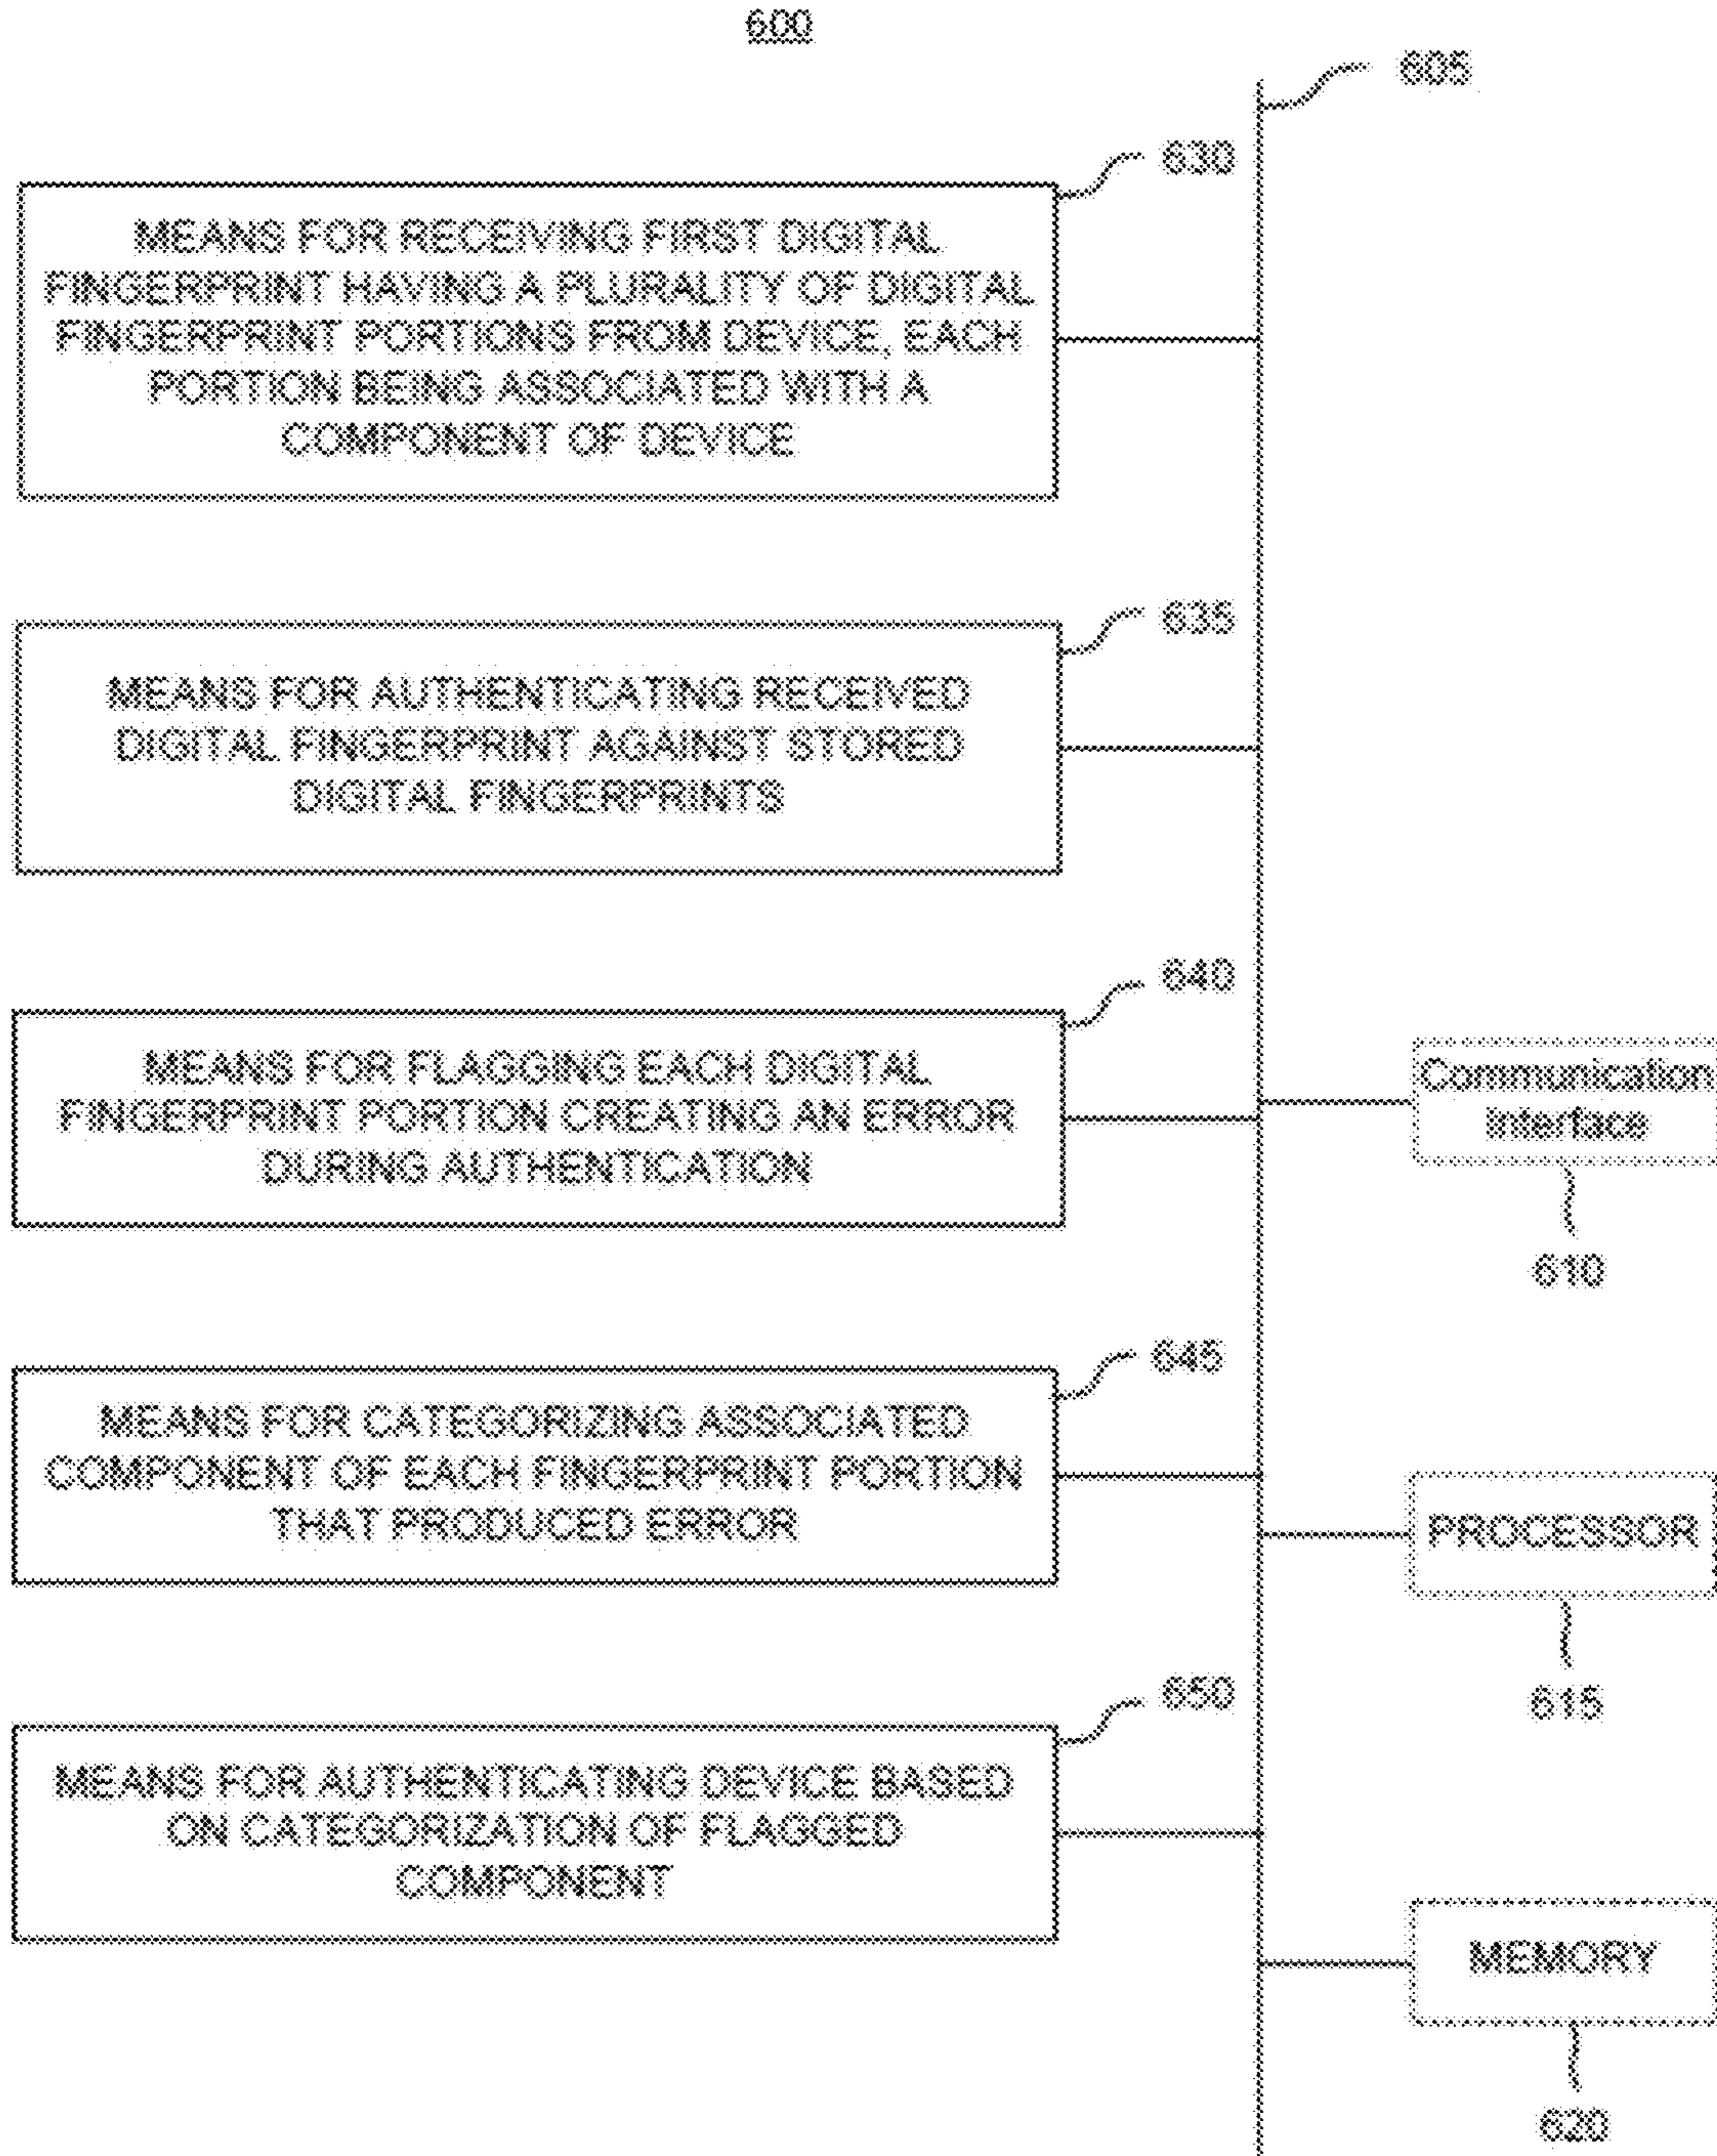 600
605
630
MEANS FOR RECEIVING FIRST DIGITAL
FINGERPRINT HAVING A PLURALITY OF DIGITAL
FINGERPRINT PORTIONS FROM DEVICE, EACH
PORTION BEING ASSOCIATED WITH A
COMPONENT OF DEVICE
635
MEANS FOR AUTHENTICATING RECEIVED
DIGITAL FINGERPRINT AGAINST STORED
DIGITAL FINGERPRINTS
640
MEANS FOR FLAGGING EACH DIGITAL
FINGERPRINT PORTION CREATING AN ERROR
DURING AUTHENTICATION
Communication
Interface
610
645
MEANS FOR CATEGORIZING ASSOCIATED
COMPONENT OF EACH FINGERPRINT PORTION
THAT PRODUCED ERROR
PROCESSOR
615
650
MEANS FOR AUTHENTICATING DEVICE BASED
ON CATEGORIZATION OF FLAGGED
COMPONENT
MEMORY
620